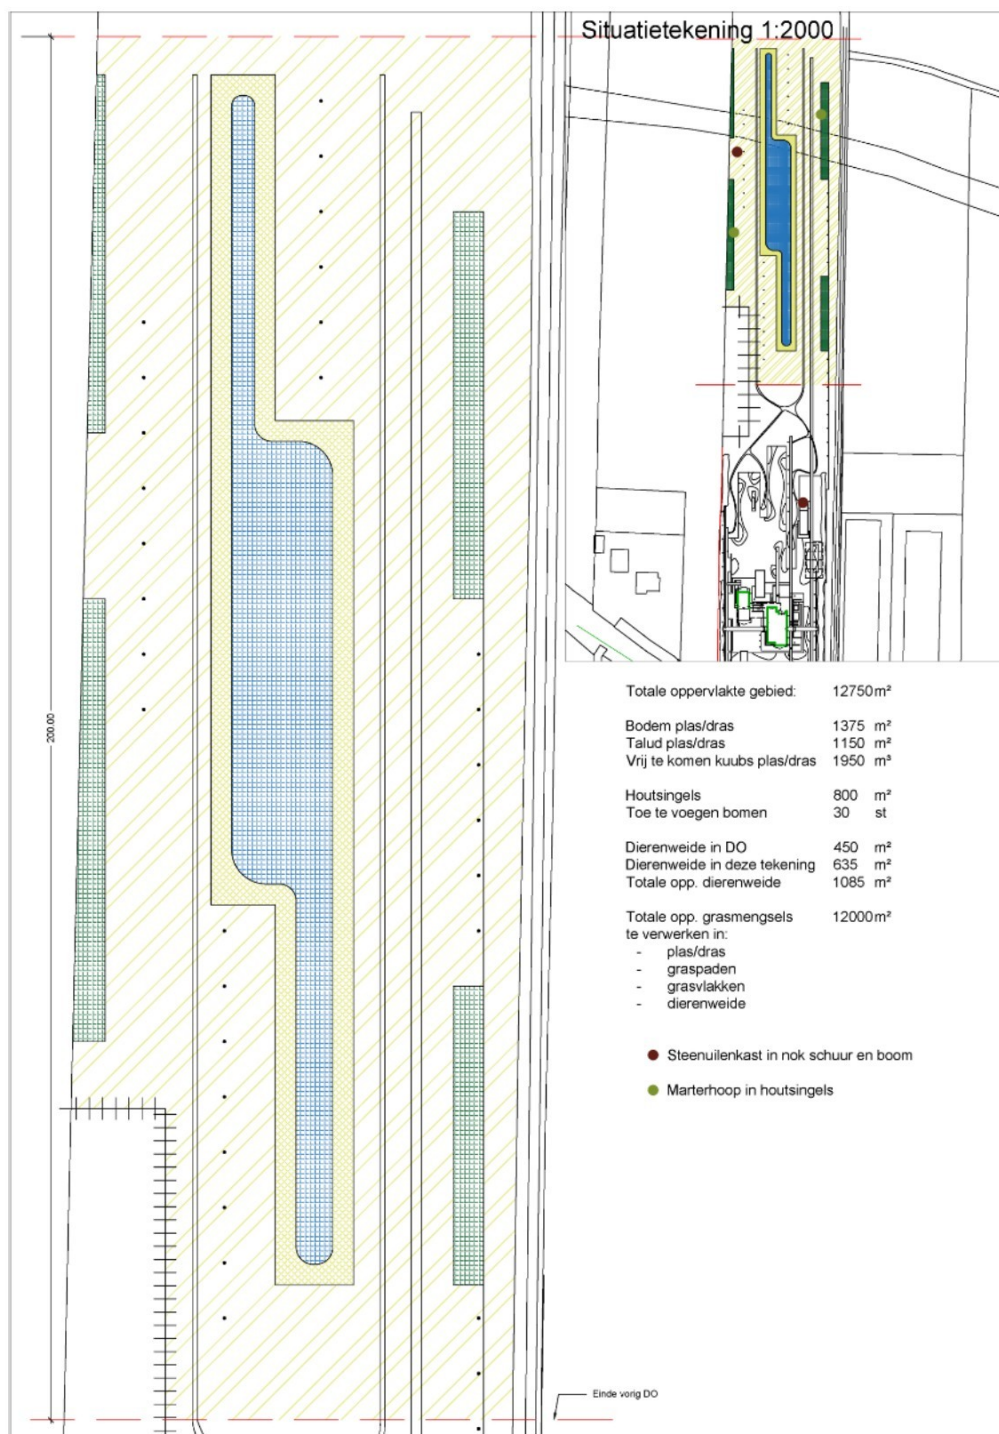 Situatietekening 1:2000
200.00
Totale oppervlakte gebied: 12750 m²
Bodem plas/dras 1375 m²
Talud plas/dras 1150 m²
Vrij te komen kuubs plas/dras 1950 m³
Houtsingels 800 m²
Toe te voegen bomen 30 st
Dierenweide in DO 450 m²
Dierenweide in deze tekening 635 m²
Totale opp. dierenweide 1085 m²
Totale opp. grasmengsels 12000 m²
te verwerken in:
- plas/dras
- graspaden
- grasvlakken
- dierenweide
Steenuilenkast in nok schuur en boom
Marterhoop in houtsingels
Einde vorig DO